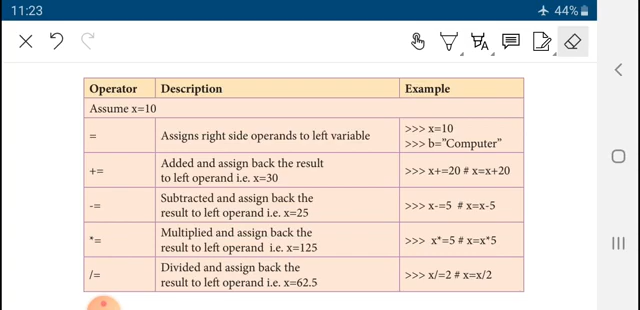 11:23
44%
Operator Description Example
Assume x=10
= Assigns right side operands to left variable >>> x=10
>>> b=”Computer”
+= Added and assign back the result
to left operand i.e. x=30 >>> x+=20 # x=x+20
-= Subtracted and assign back the
result to left operand i.e. x=25 >>> x-=5 # x=x-5
*= Multiplied and assign back the
result to left operand i.e. x=125 >>> x*=5 # x=x*5
/= Divided and assign back the
result to left operand i.e. x=62.5 >>> x/=2 # x=x/2